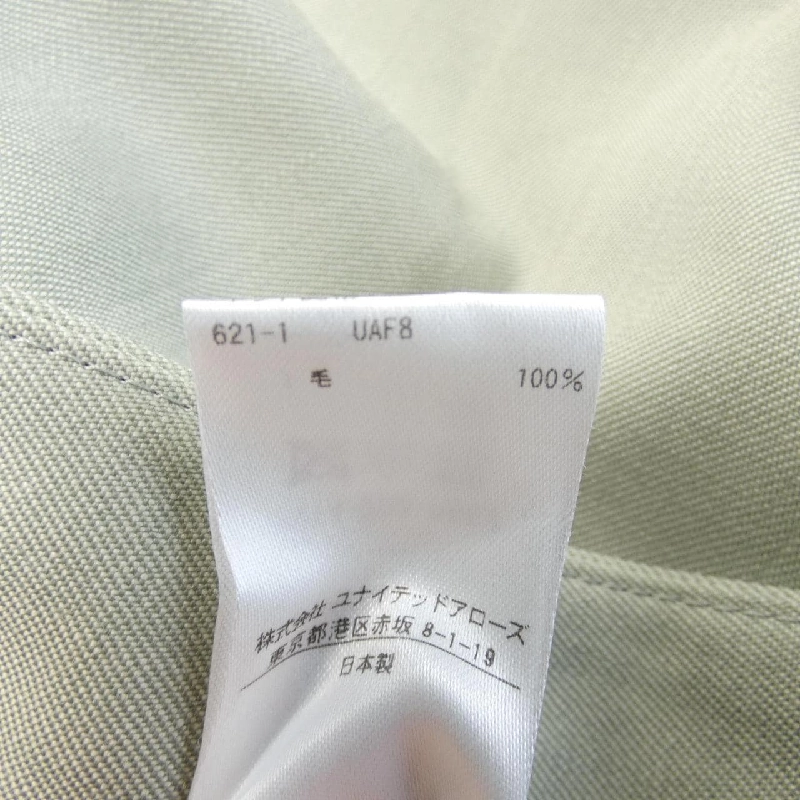 621-1 UAF8
毛 100%
株式会社 ユナイテッドアローズ
東京都港区赤坂 8-1-19
日本製